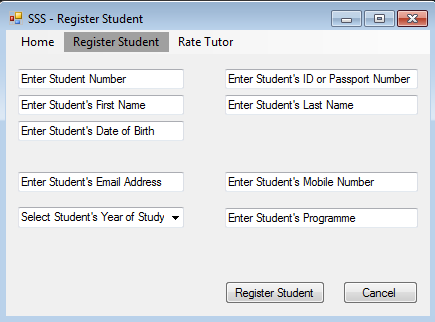 SSS - Register Student
Home Register Student Rate Tutor
Enter Student Number Enter Student's ID or Passport Number
Enter Student's First Name Enter Student's Last Name
Enter Student's Date of Birth
Enter Student's Email Address Enter Student's Mobile Number
Select Student's Year of Study Enter Student's Programme
Register Student Cancel